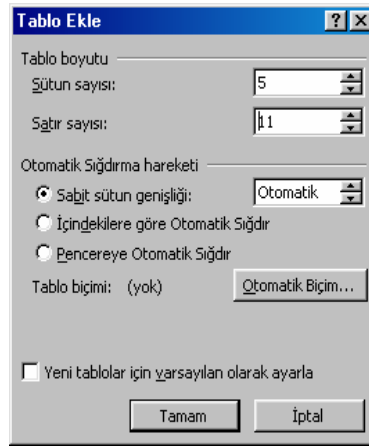 Tablo Ekle
Tablo boyutu
Sütun sayısı: 5
Satır sayısı: 11
Otomatik Sığdırma hareketi
Sabit sütun genişliği: Otomatik
İçindekilere göre Otomatik Sığdır
Pencereye Otomatik Sığdır
Tablo biçimi: (yok) Otomatik Biçim...
Yeni tablolar için varsayılan olarak ayarla
Tamam İptal